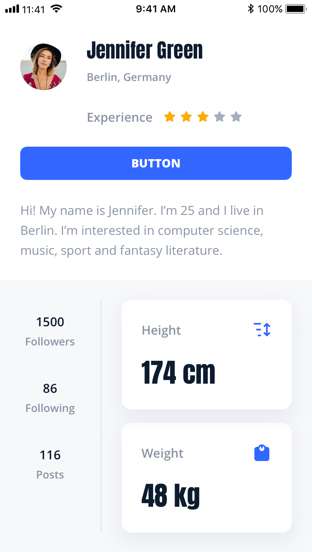 11:41 9:41 AM 100%
Jennifer Green
Berlin, Germany
Experience
BUTTON
Hi! My name is Jennifer. I'm 25 and I live in
Berlin. I'm interested in computer science,
music, sport and fantasy literature.
1500
Followers
86
Following
116
Posts
Height
174 cm
Weight
48 kg